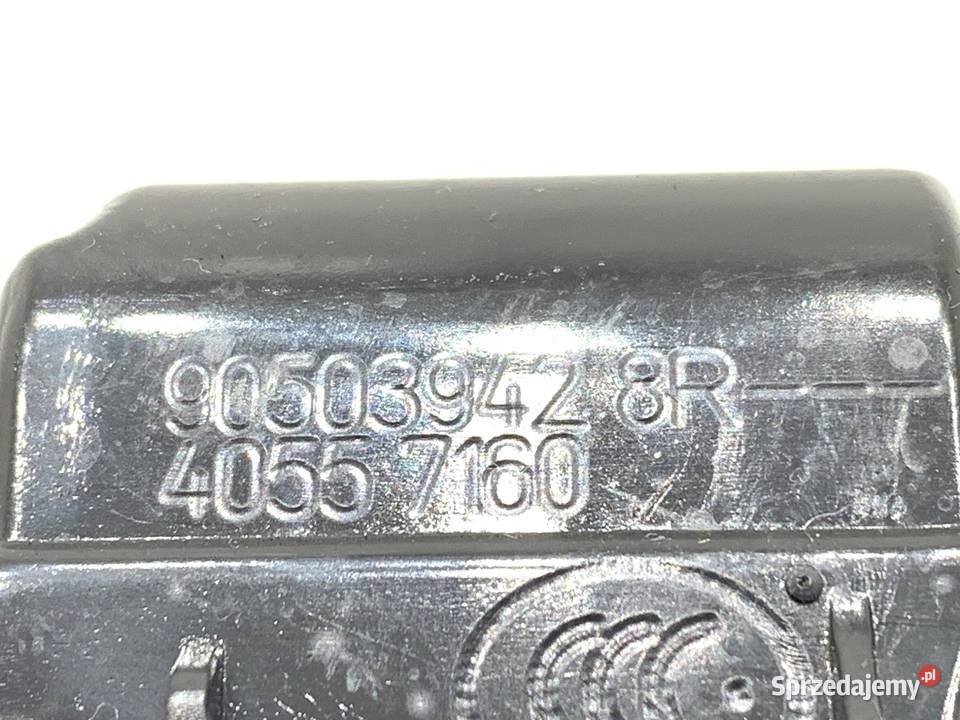 90503942 8R----
4055 7160
Sprzedajemy.pl